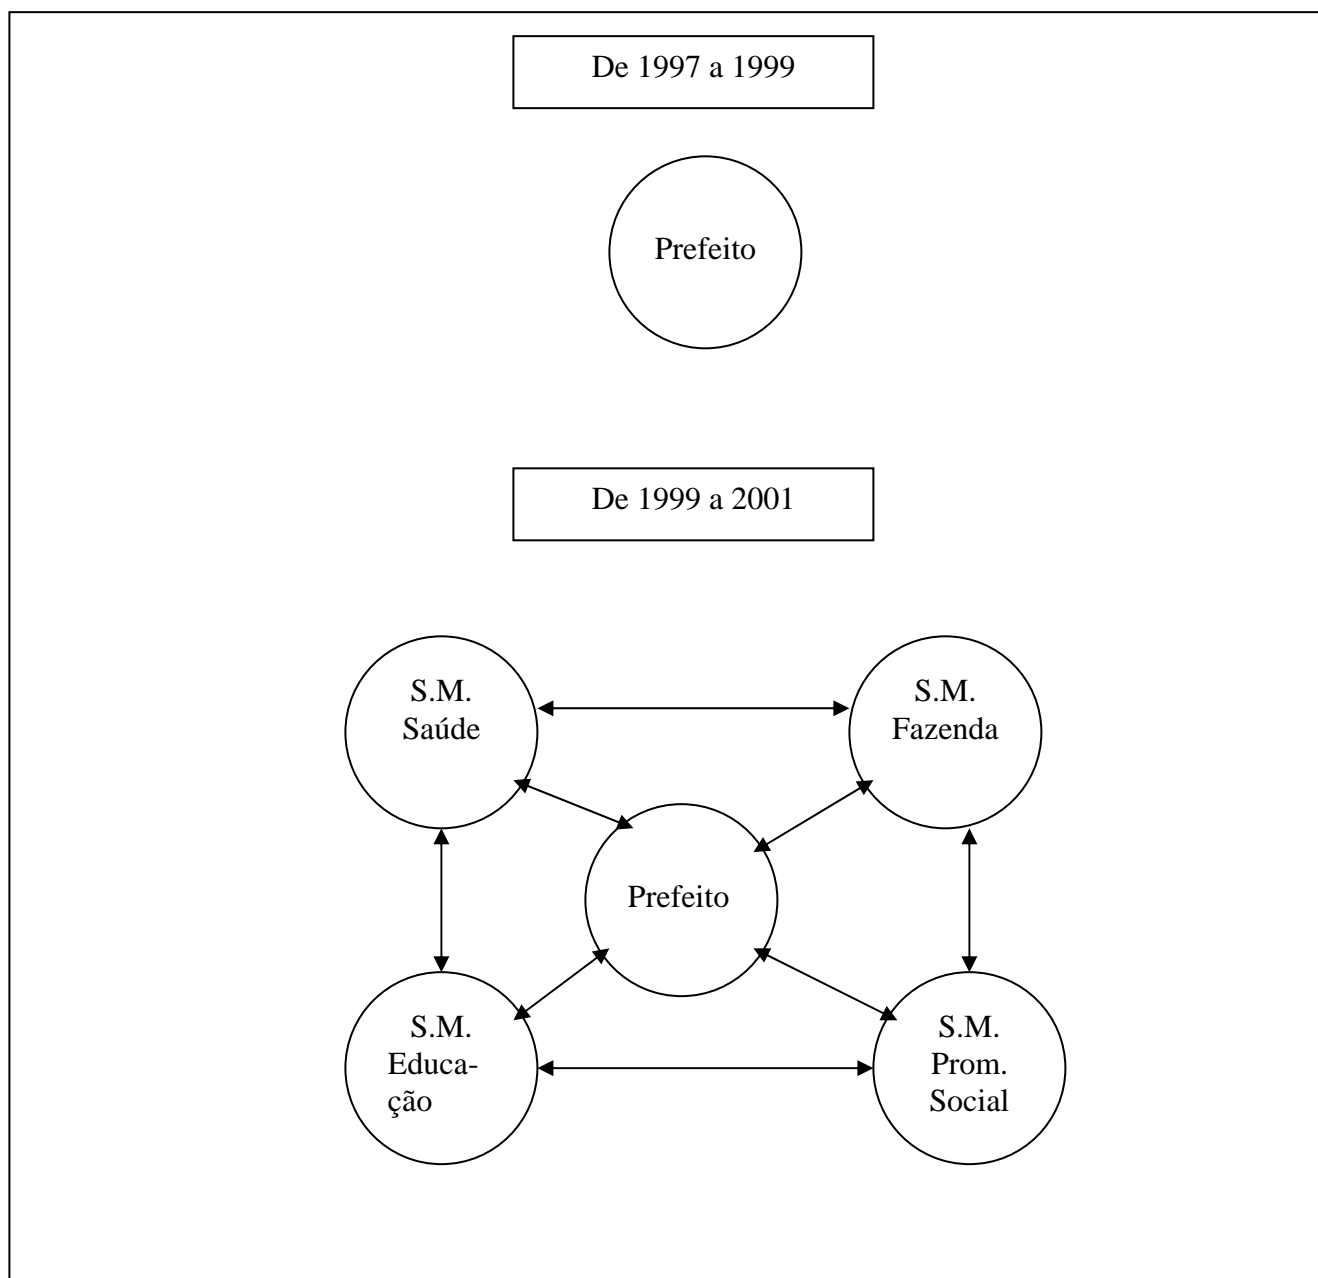 De 1997 a 1999
Prefeito
De 1999 a 2001
S.M.
Saúde
S.M.
Fazenda
Prefeito
S.M.
Educa-
ção
S.M.
Prom.
Social